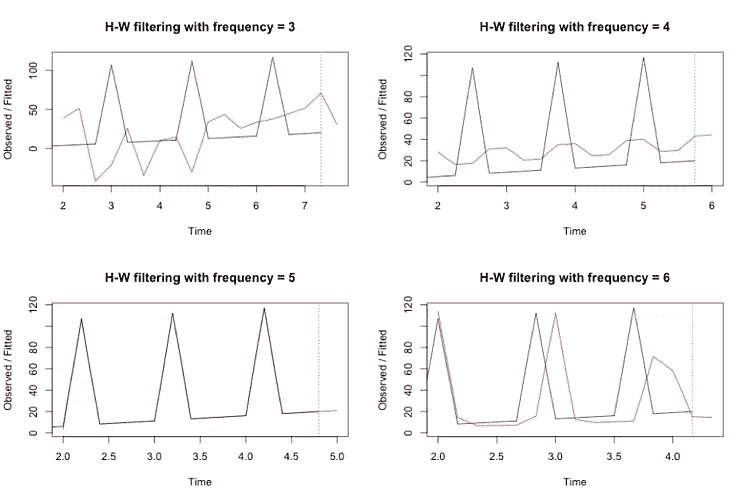 H-W filtering with frequency = 3
Observed / Fitted
0 50 100
2 3 4 5 6 7
Time
H-W filtering with frequency = 4
Observed / Fitted
0 20 40 60 80 120
2 3 4 5 6
Time
H-W filtering with frequency = 5
Observed / Fitted
0 20 40 60 80 120
2.0 2.5 3.0 3.5 4.0 4.5 5.0
Time
H-W filtering with frequency = 6
Observed / Fitted
0 20 40 60 80 120
2.0 2.5 3.0 3.5 4.0
Time